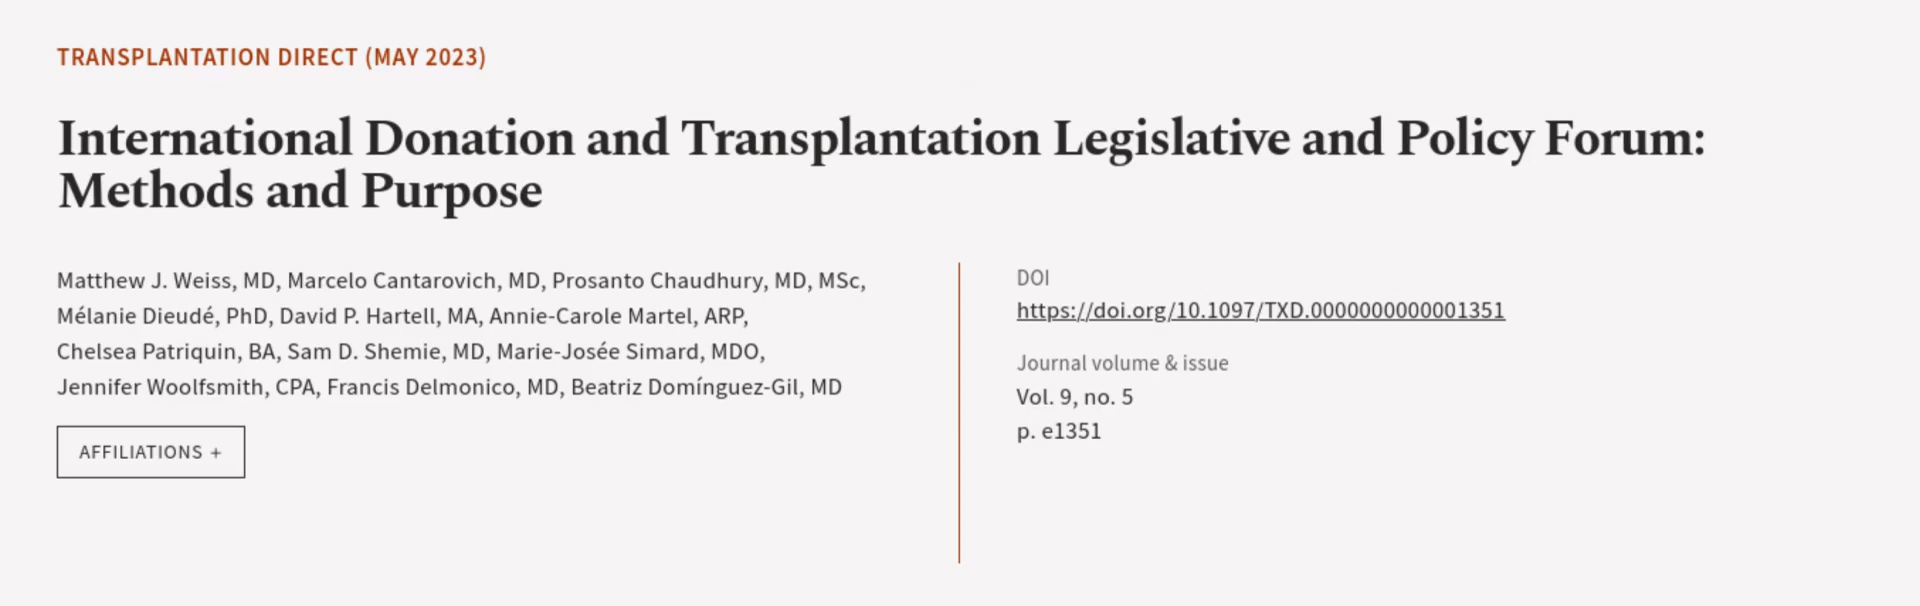 TRANSPLANTATION DIRECT (MAY 2023)
International Donation and Transplantation Legislative and Policy Forum:
Methods and Purpose
Matthew J. Weiss, MD, Marcelo Cantarovich, MD, Prosanto Chaudhury, MD, MSc,
Mélanie Dieudé, PhD, David P. Hartell, MA, Annie-Carole Martel, ARP,
Chelsea Patriquin, BA, Sam D. Shemie, MD, Marie-Josée Simard, MDO,
Jennifer Woolfsmith, CPA, Francis Delmonico, MD, Beatriz Domínguez-Gil, MD
AFFILIATIONS +
DOI
https://doi.org/10.1097/TXD.0000000000001351
Journal volume & issue
Vol. 9, no. 5
p. e1351